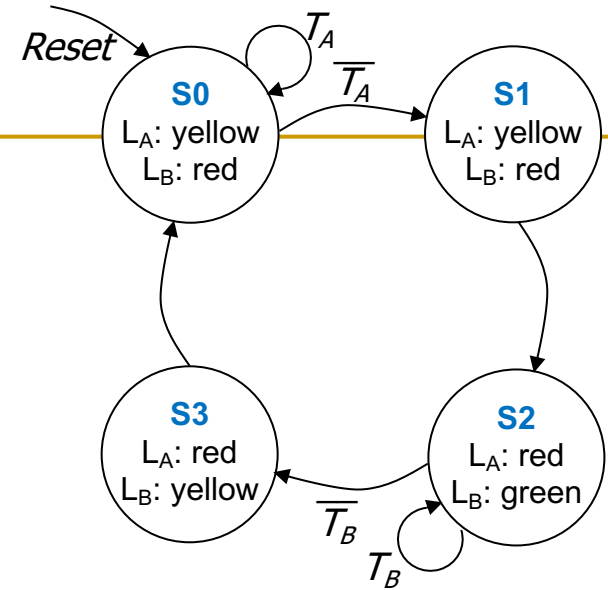 Reset
T_A
S0
L_A: yellow
L_B: red
T̅_A
S1
L_A: yellow
L_B: red
S3
L_A: red
L_B: yellow
T̅_B
T_B
S2
L_A: red
L_B: green